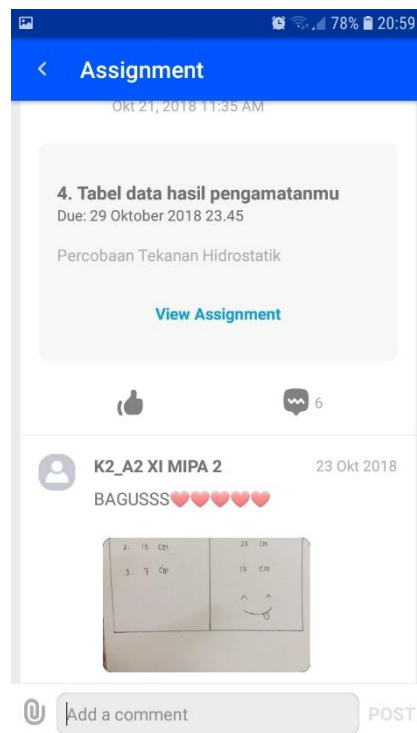 78% 20:59
Assignment
Okt 21, 2018 11:35 AM
4. Tabel data hasil pengamatanmu
Due: 29 Oktober 2018 23.45
Percobaan Tekanan Hidrostatik
View Assignment
6
K2_A2 XI MIPA 2 23 Okt 2018
BAGUSSS❤❤❤❤❤
2. 13 cm 25 cm
3. 7 cm 15 cm
Add a comment POST